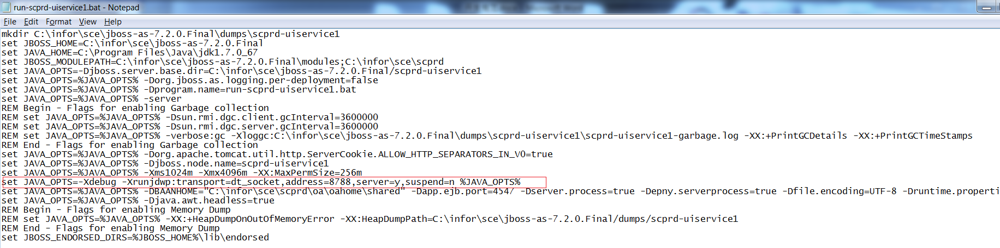 run-scprd-uiservice1.bat - Notepad
File Edit Format View Help
mkdir C:\infor\sce\jboss-as-7.2.0.Final\dumps\scprd-uiservice1
set JBOSS_HOME=C:\infor\sce\jboss-as-7.2.0.Final
set JAVA_HOME=C:\Program Files\Java\jdk1.7.0_67
set JBOSS_MODULEPATH=C:\infor\sce\jboss-as-7.2.0.Final\modules;C:\infor\sce\scprd
set JAVA_OPTS=-Djboss.server.base.dir=C:\infor\sce\jboss-as-7.2.0.Final/scprd-uiservice1
set JAVA_OPTS=%JAVA_OPTS% -Dorg.jboss.as.logging.per-deployment=false
set JAVA_OPTS=%JAVA_OPTS% -Dprogram.name=run-scprd-uiservice1.bat
set JAVA_OPTS=%JAVA_OPTS% -server
REM Begin - Flags for enabling Garbage collection
REM set JAVA_OPTS=%JAVA_OPTS% -Dsun.rmi.dgc.client.gcInterval=3600000
REM set JAVA_OPTS=%JAVA_OPTS% -Dsun.rmi.dgc.server.gcInterval=3600000
REM set JAVA_OPTS=%JAVA_OPTS% -verbose:gc -Xloggc:C:\infor\sce\jboss-as-7.2.0.Final\dumps\scprd-uiservice1\scprd-uiservice1-garbage.log -XX:+PrintGCDetails -XX:+PrintGCTimeStamps
REM End - Flags for enabling Garbage collection
set JAVA_OPTS=%JAVA_OPTS% -Dorg.apache.tomcat.util.http.ServerCookie.ALLOW_HTTP_SEPARATORS_IN_V0=true
set JAVA_OPTS=%JAVA_OPTS% -Djboss.node.name=scprd-uiservice1
set JAVA_OPTS=%JAVA_OPTS% -Xms1024m -Xmx4096m -XX:MaxPermSize=256m
set JAVA_OPTS=-Xdebug -Xrunjdwp:transport=dt_socket,address=8788,server=y,suspend=n %JAVA_OPTS%
set JAVA_OPTS=%JAVA_OPTS% -DBAANHOME="C:\infor\sce\scprd\oa\oahome\shared" -Dapp.ejb.port=4547 -Dserver.process=true -Depny.serverprocess=true -Dfile.encoding=UTF-8 -Druntime.properti
set JAVA_OPTS=%JAVA_OPTS% -Djava.awt.headless=true
REM Begin - Flags for enabling Memory Dump
REM set JAVA_OPTS=%JAVA_OPTS% -XX:+HeapDumpOnOutOfMemoryError -XX:HeapDumpPath=C:\infor\sce\jboss-as-7.2.0.Final/dumps/scprd-uiservice1
REM End - Flags for enabling Memory Dump
set JBOSS_ENDORSED_DIRS=%JBOSS_HOME%\lib\endorsed